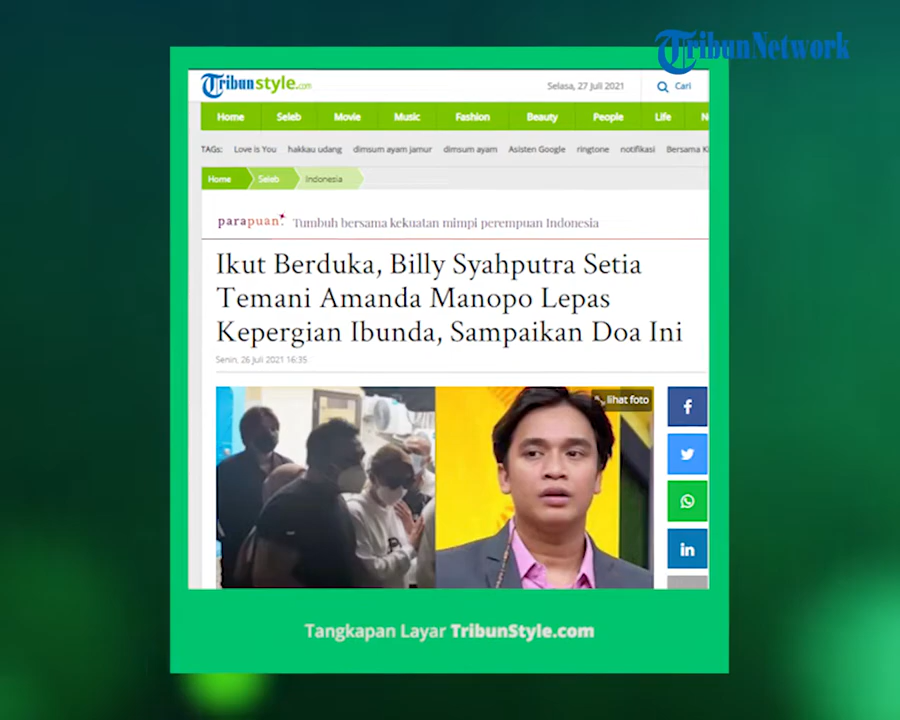 TribunNetwork
Tribunstyle.com
Selasa, 27 Juli 2021
Cari
Home Seleb Movie Music Fashion Beauty People Life
TAGs: Love is You hakkau udang dimsum ayam jamur dimsum ayam Asisten Google ringtone notifikasi Bersama
Home Seleb Indonesia
parapuan. Tumbuh bersama kekuatan mimpi perempuan Indonesia
Ikut Berduka, Billy Syahputra Setia
Temani Amanda Manopo Lepas
Kepergian Ibunda, Sampaikan Doa Ini
Senin, 26 Juli 2021 16:35
lihat foto
f
in
Tangkapan Layar TribunStyle.com